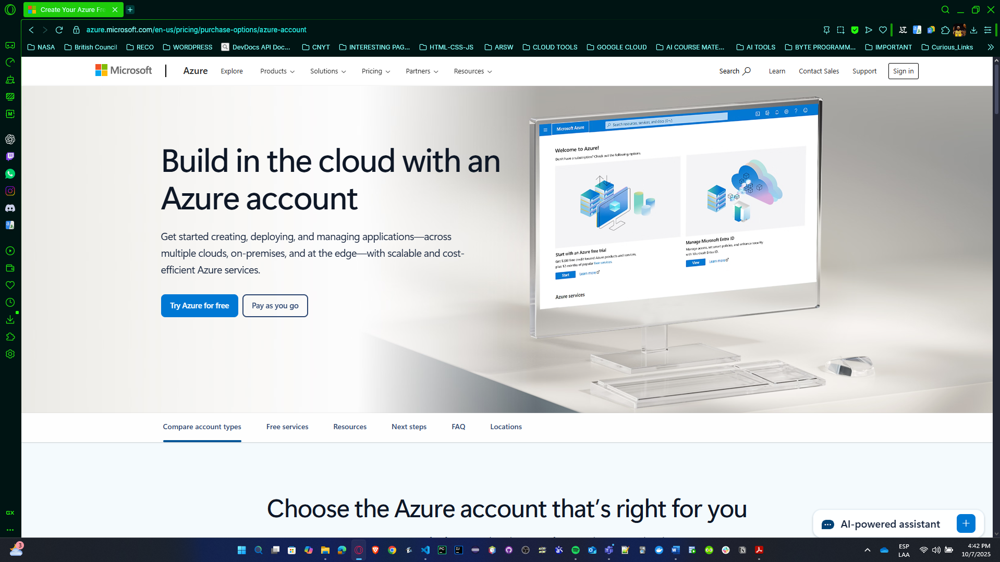 Create Your Azure Fre
azure.microsoft.com/en-us/pricing/purchase-options/azure-account
NASA
British Council
RECO
WORDPRESS
DevDocs API Doc...
CNYT
INTERESTING PAG...
HTML-CSS-JS
ARSW
CLOUD TOOLS
GOOGLE CLOUD
AI COURSE MATE...
AI TOOLS
BYTE PROGRAMM...
IMPORTANT
Curious_Links
Microsoft
Azure
Explore
Products
Solutions
Pricing
Partners
Resources
Search
Learn
Contact Sales
Support
Sign in
Build in the cloud with an
Azure account
Get started creating, deploying, and managing applications—across
multiple clouds, on-premises, and at the edge—with scalable and cost-
efficient Azure services.
Try Azure for free
Pay as you go
Microsoft Azure
Search resources, services, and docs (G+/)
Welcome to Azure!
Don't have a subscription? Check out the following options.
Start with an Azure free trial
Get $200 free credit toward Azure products and services,
plus 12 months of popular free services.
Start
Learn more
Manage Microsoft Entra ID
Manage access, set smart policies, and enhance security
with Microsoft Entra ID.
View
Learn more
Azure services
Compare account types
Free services
Resources
Next steps
FAQ
Locations
Choose the Azure account that's right for you
AI-powered assistant
GX
3
ESP
LAA
4:42 PM
10/7/2025